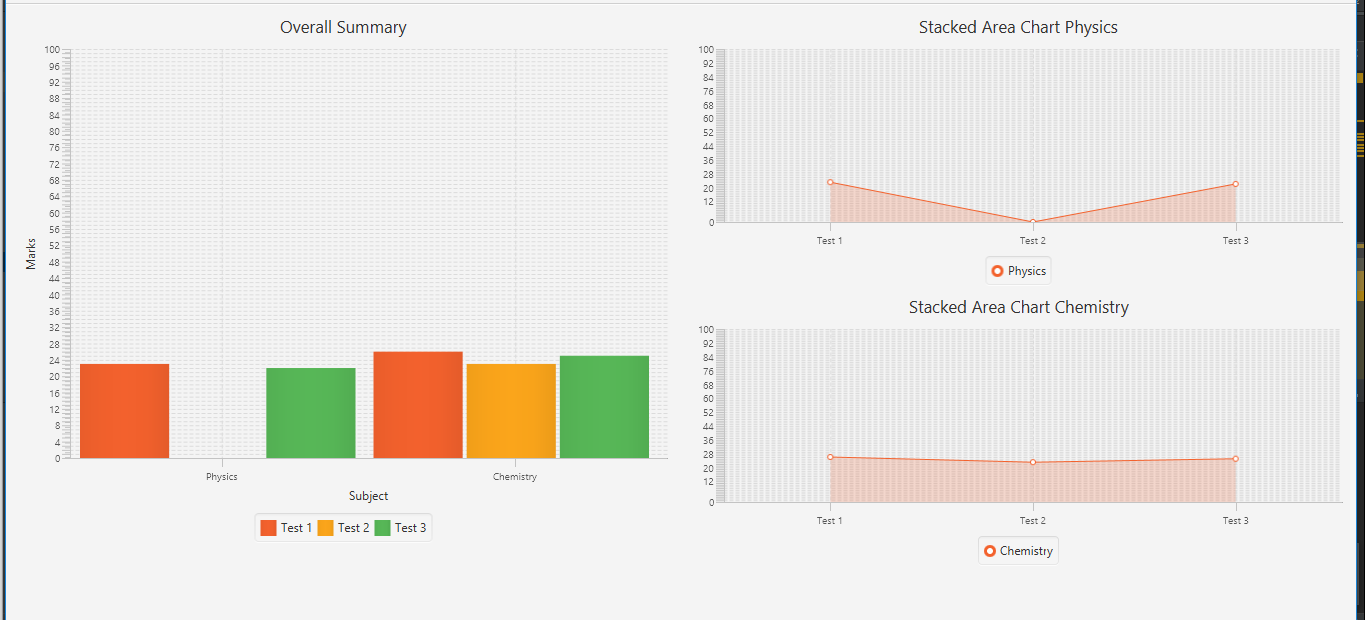 Overall Summary
100
96
92
88
84
80
76
72
68
64
60
56
52
48
44
40
36
32
28
24
20
16
12
8
4
0
Marks
Physics
Chemistry
Subject
Test 1
Test 2
Test 3
Stacked Area Chart Physics
100
92
84
76
68
60
52
44
36
28
20
12
0
Test 1
Test 2
Test 3
Physics
Stacked Area Chart Chemistry
100
92
84
76
68
60
52
44
36
28
20
12
0
Test 1
Test 2
Test 3
Chemistry